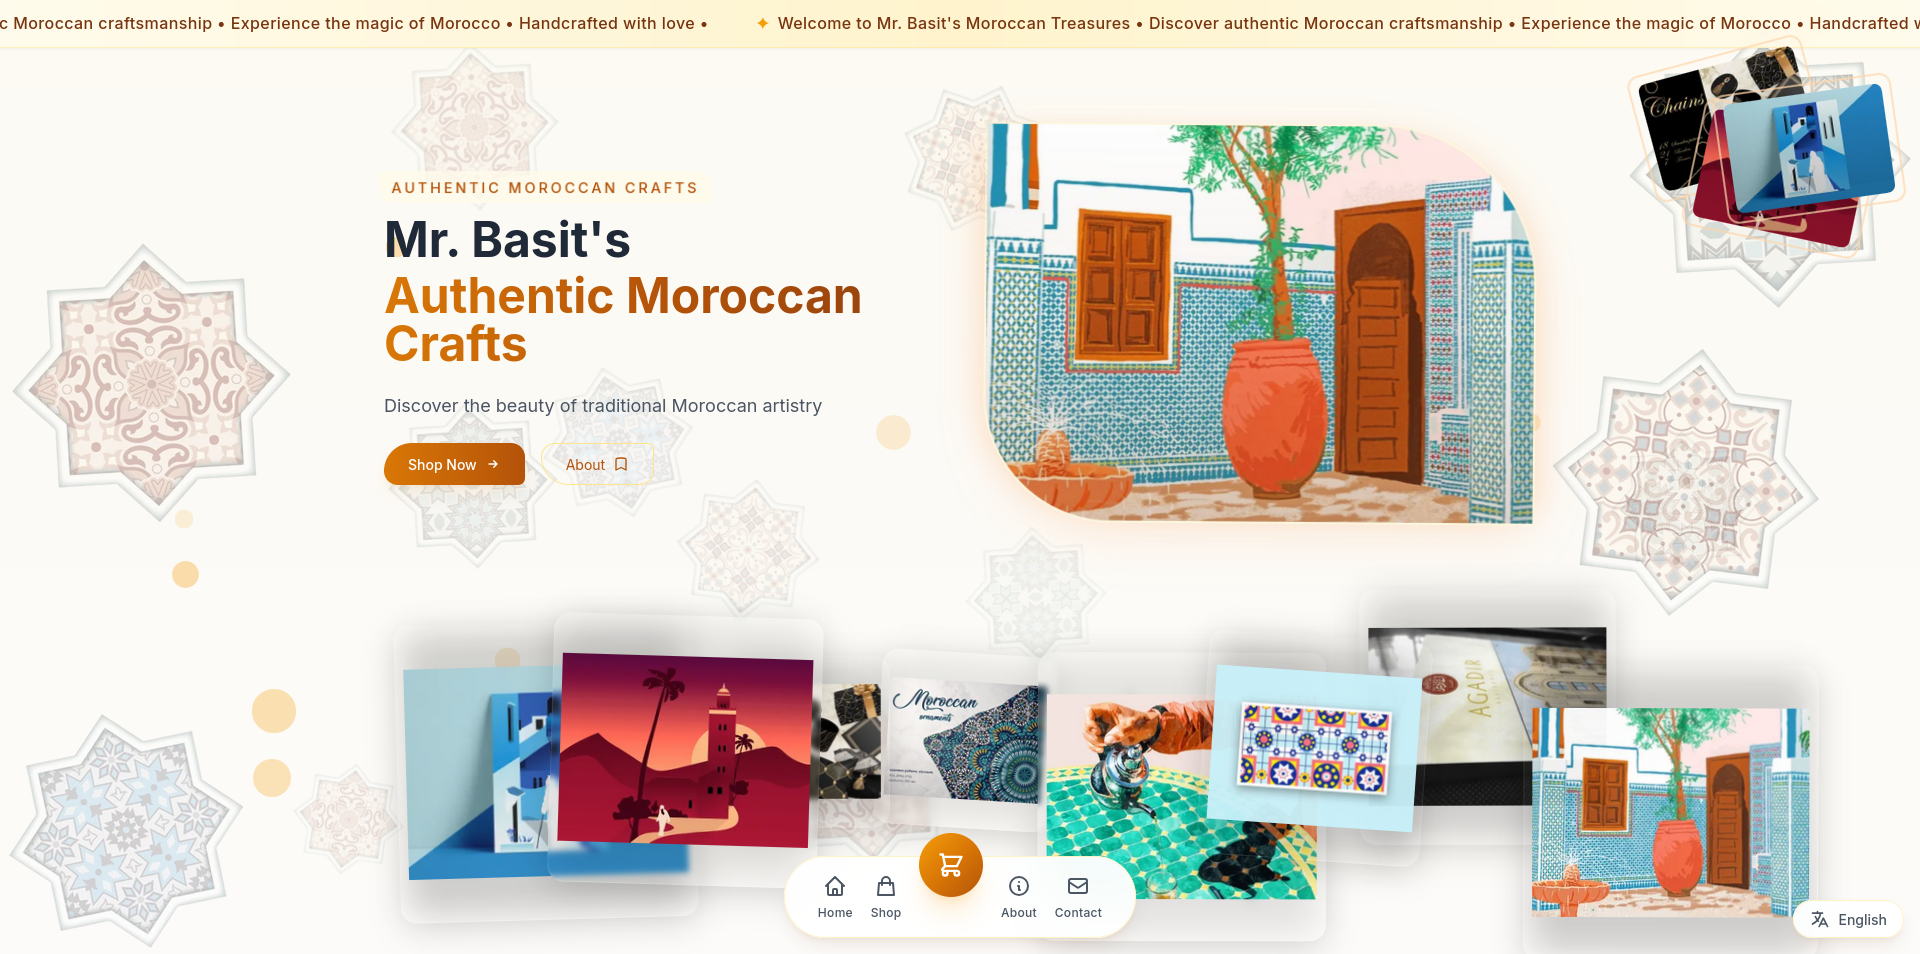 c Moroccan craftsmanship • Experience the magic of Morocco • Handcrafted with love •
✦ Welcome to Mr. Basit's Moroccan Treasures • Discover authentic Moroccan craftsmanship • Experience the magic of Morocco • Handcrafted w
Chains
AUTHENTIC MOROCCAN CRAFTS
Mr. Basit's
Authentic Moroccan
Crafts
Discover the beauty of traditional Moroccan artistry
Shop Now
About
Moroccan
ornaments
AGADIR
Home
Shop
About
Contact
English